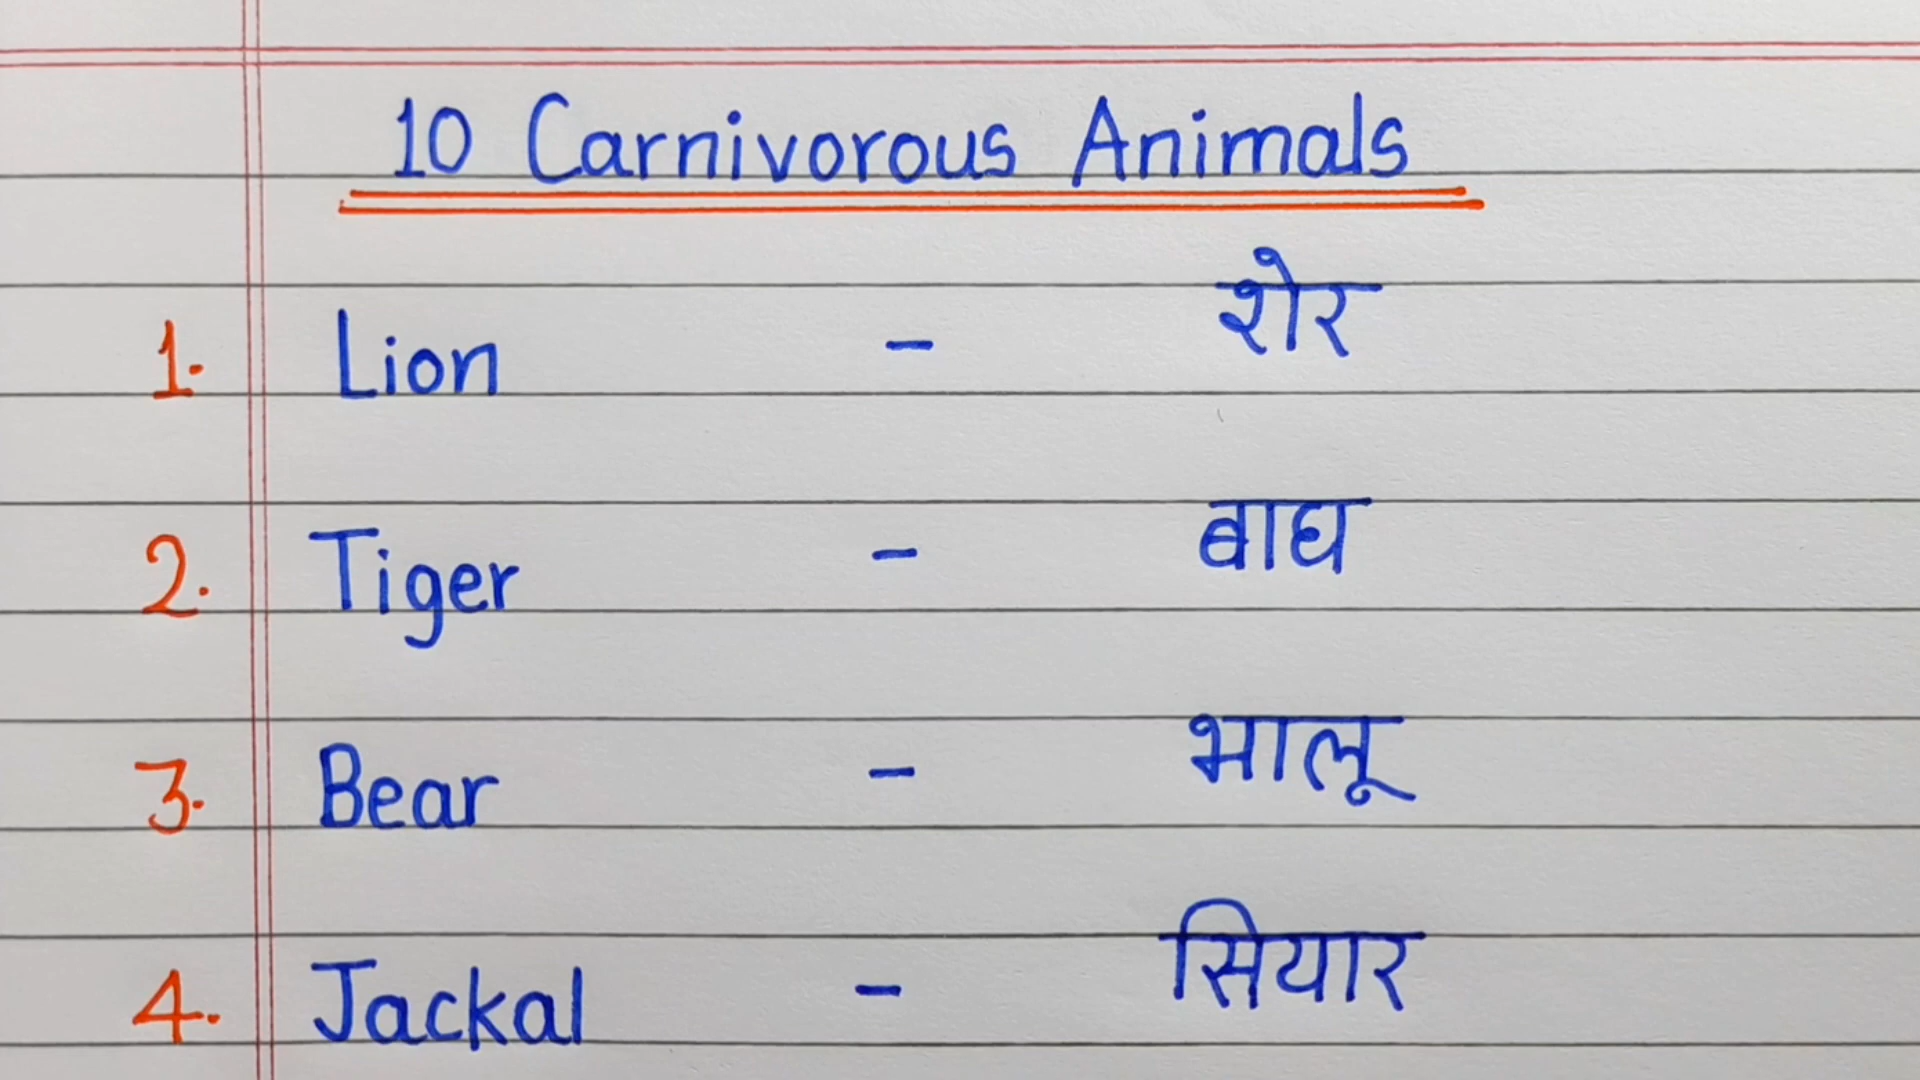 10 Carnivorous Animals
1. Lion - शेर
2. Tiger - बाघ
3. Bear - भालू
4. Jackal - सियार